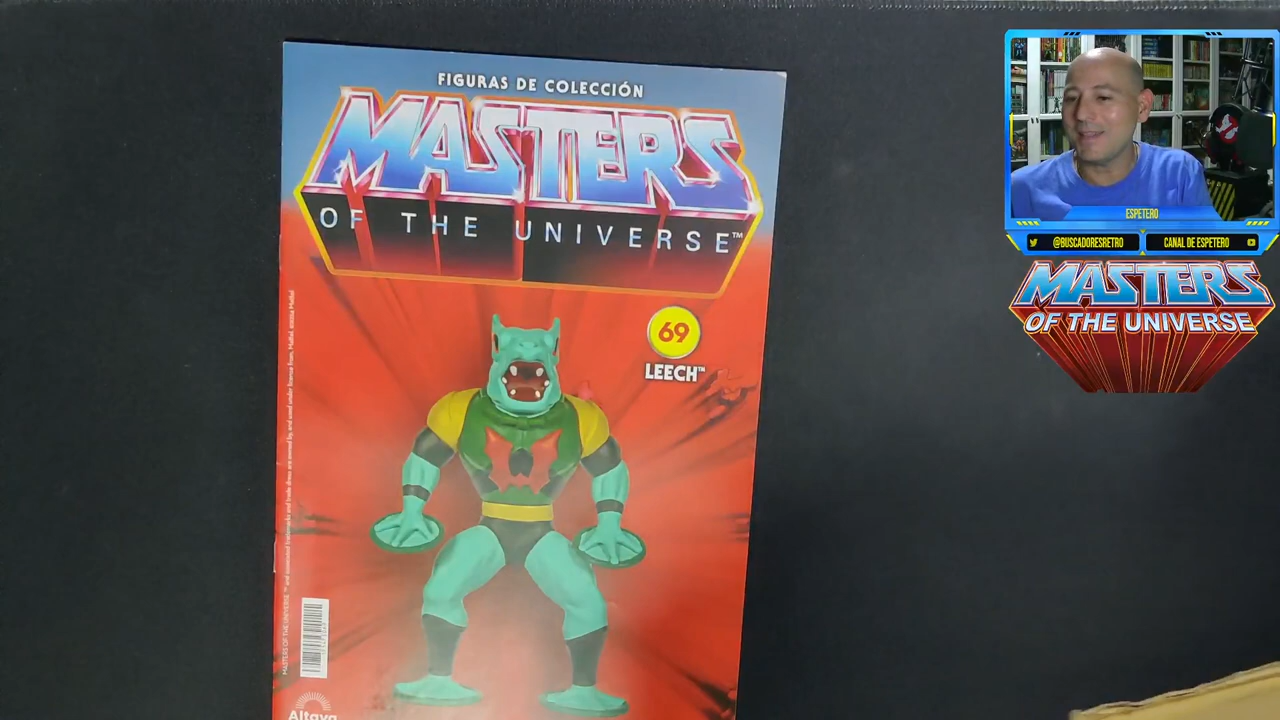 FIGURAS DE COLECCIÓN
MASTERS
OF THE UNIVERSE™
69
LEECH™
Altaya
ESPETERO
@BUSCADORESRETRO
CANAL DE ESPETERO
MASTERS
OF THE UNIVERSE